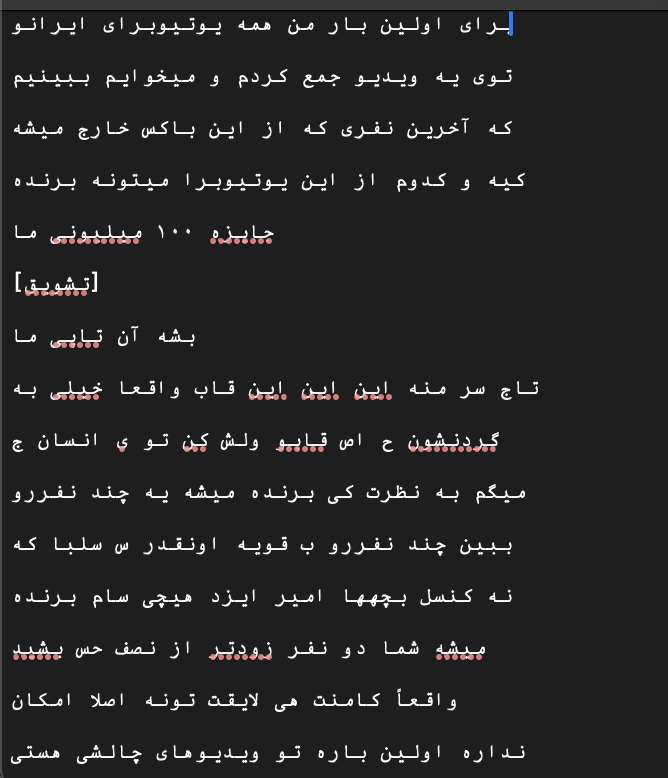 برای اولین بار من همه یوتیوبرای ایرانو
توی یه ویدیو جمع کردم و میخوایم ببینیم
که آخرین نفری که از این باکس خارج میشه
کیه و کدوم از این یوتیوبرا میتونه برنده
جایزه ۱۰۰ میلیونی ما
[تشویق]
بشه آن تایی ما
تاج سر منه این این این قاب واقعا خیلی به
گردنشون ح اص قابو ولش کن تو ی انسان ج
میگم به نظرت کی برنده میشه یه چند نفررو
ببین چند نفررو ب قویه اونقدر س سلبا که
نه کنسل بچهها امیر ایزد هیچی سام برنده
میشه شما دو نفر زودتر از نصف حس بشید
واقعاً کامنت هی لایقت تونه اصلا امکان
نداره اولین باره تو ویدیوهای چالشی هستی